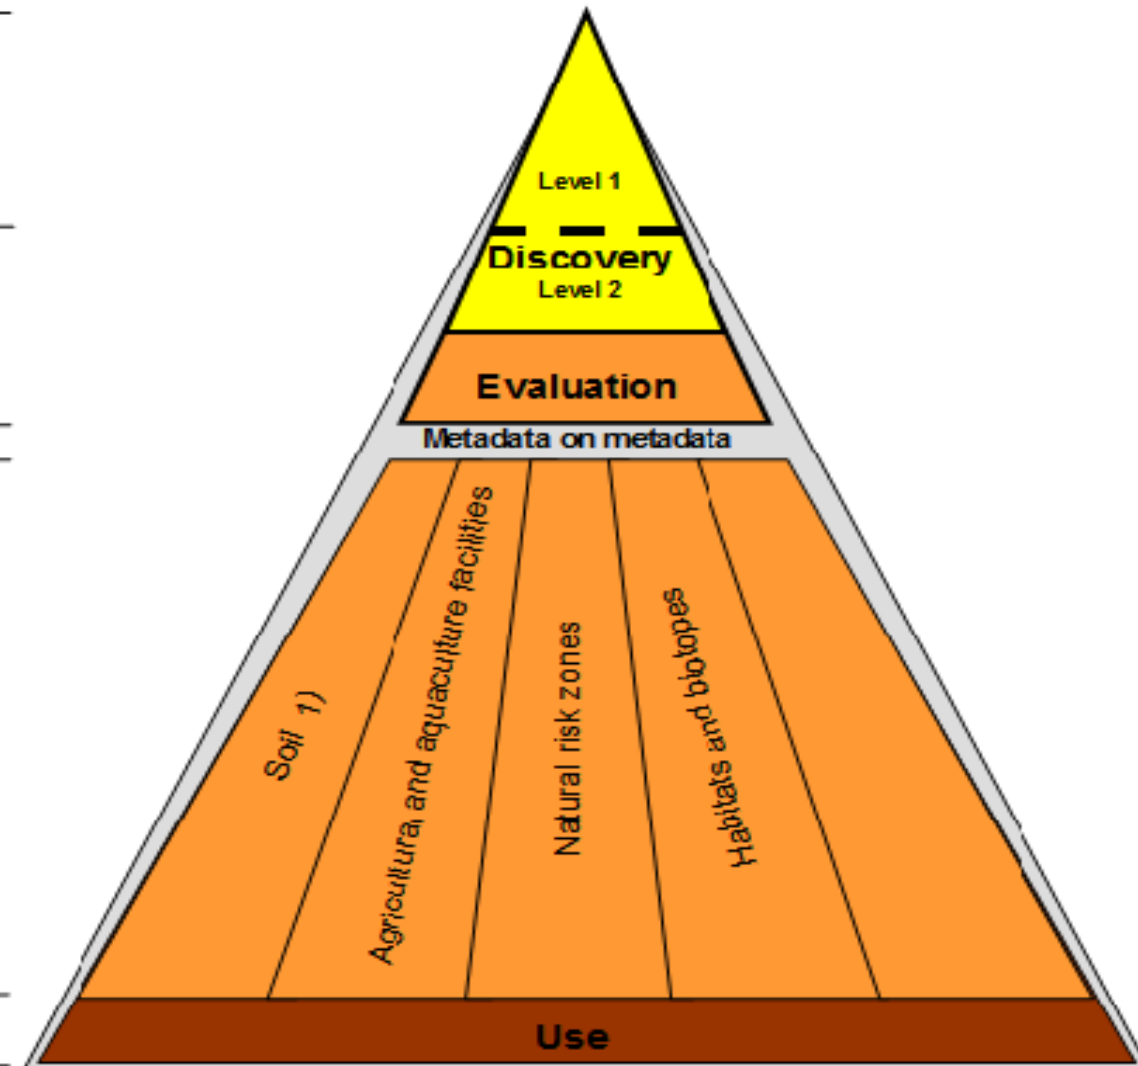 Level 1
Discovery
Level 2
Evaluation
Metadata on metadata
Soil 1)
Agricultural and aquaculture facilities
Natural risk zones
Habitats and biotopes
Use